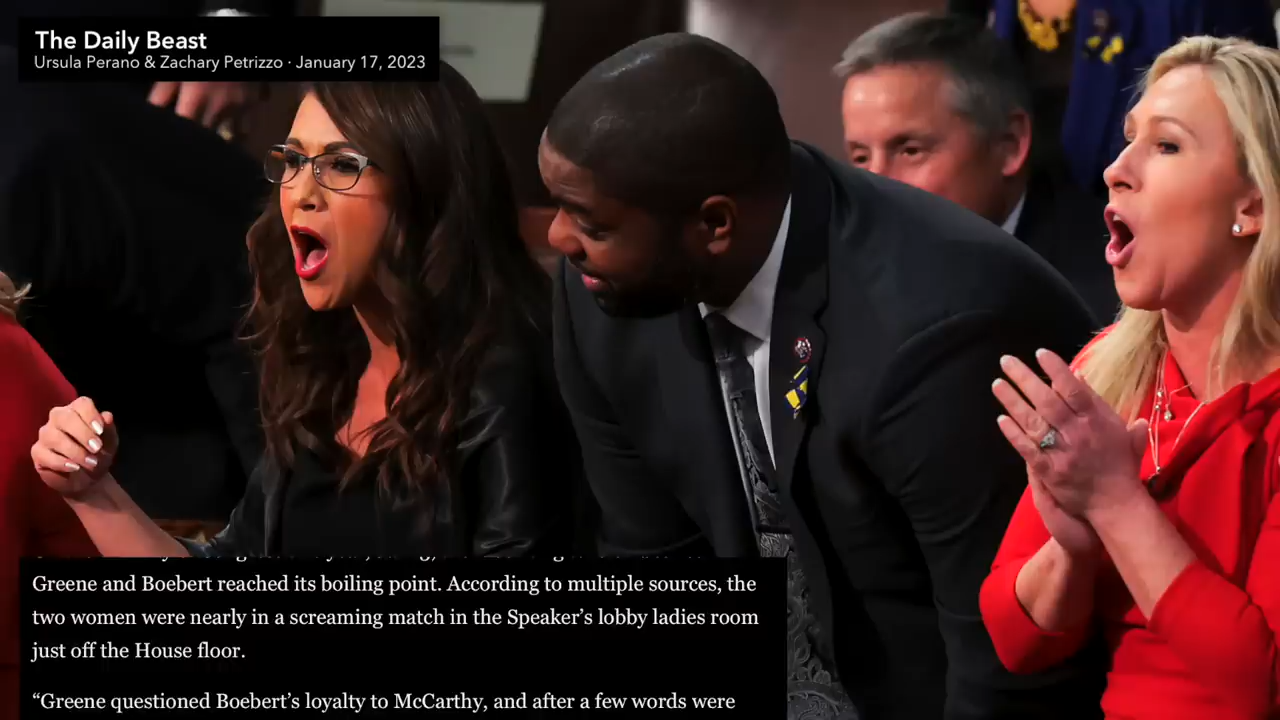 The Daily Beast
Ursula Perano & Zachary Petrizzo · January 17, 2023
Greene and Boebert reached its boiling point. According to multiple sources, the
two women were nearly in a screaming match in the Speaker’s lobby ladies room
just off the House floor.
“Greene questioned Boebert’s loyalty to McCarthy, and after a few words were